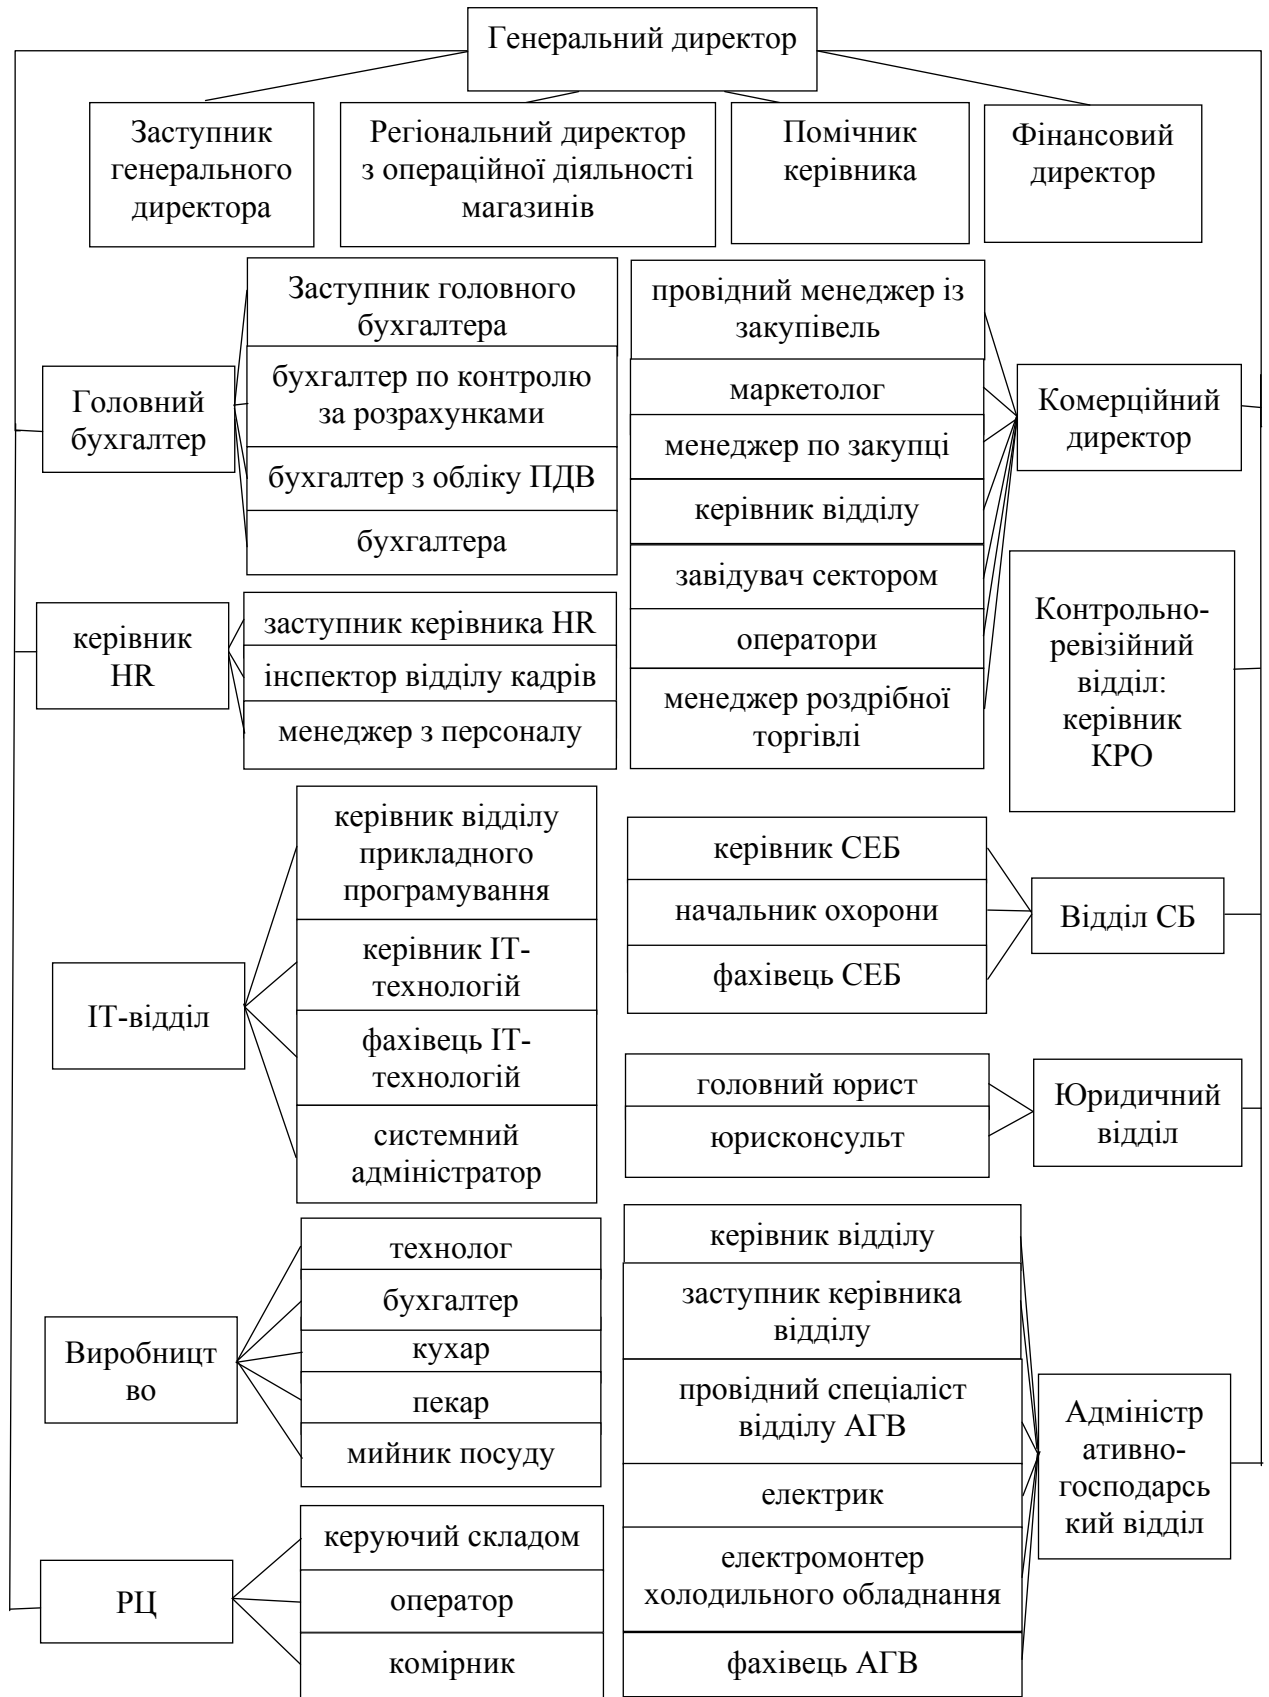 Генеральний директор
Заступник
генерального
директора
Регіональний директор
з операційної діяльності
магазинів
Помічник
керівника
Фінансовий
директор
Головний
бухгалтер
Заступник головного
бухгалтера
бухгалтер по контролю
за розрахунками
бухгалтер з обліку ПДВ
бухгалтера
провідний менеджер із
закупівель
маркетолог
менеджер по закупці
керівник відділу
завідувач сектором
оператори
менеджер роздрібної
торгівлі
Комерційний
директор
керівник
HR
заступник керівника HR
інспектор відділу кадрів
менеджер з персоналу
Контрольно-
ревізійний
відділ:
керівник
КРО
ІТ-відділ
керівник відділу
прикладного
програмування
керівник ІТ-
технологій
фахівець ІТ-
технологій
системний
адміністратор
керівник СЕБ
начальник охорони
фахівець СЕБ
Відділ СБ
головний юрист
юрисконсульт
Юридичний
відділ
Виробницт
во
технолог
бухгалтер
кухар
пекар
мийник посуду
керівник відділу
заступник керівника
відділу
провідний спеціаліст
відділу АГВ
електрик
електромонтер
холодильного обладнання
фахівець АГВ
Адміністр
ативно-
господарсь
кий відділ
РЦ
керуючий складом
оператор
комірник